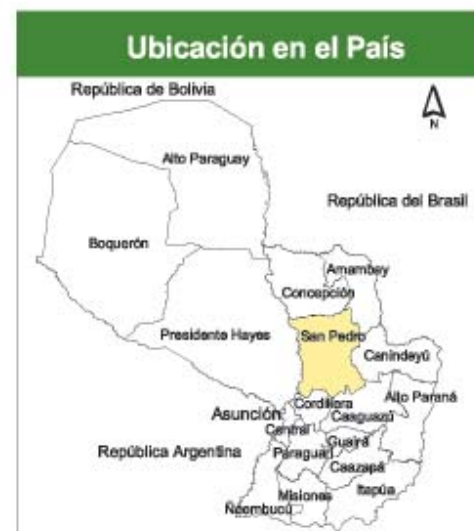 Ubicación en el País
República de Bolivia
N
Alto Paraguay
República del Brasil
Boquerón
Amambay
Concepción
Presidente Hayes
San Pedro
Canindeyú
Cordillera
Alto Paraná
Asunción
Caaguazú
Central
Guairá
República Argentina
Paraguarí
Caazapá
Itapúa
Misiones
Ñeembucú